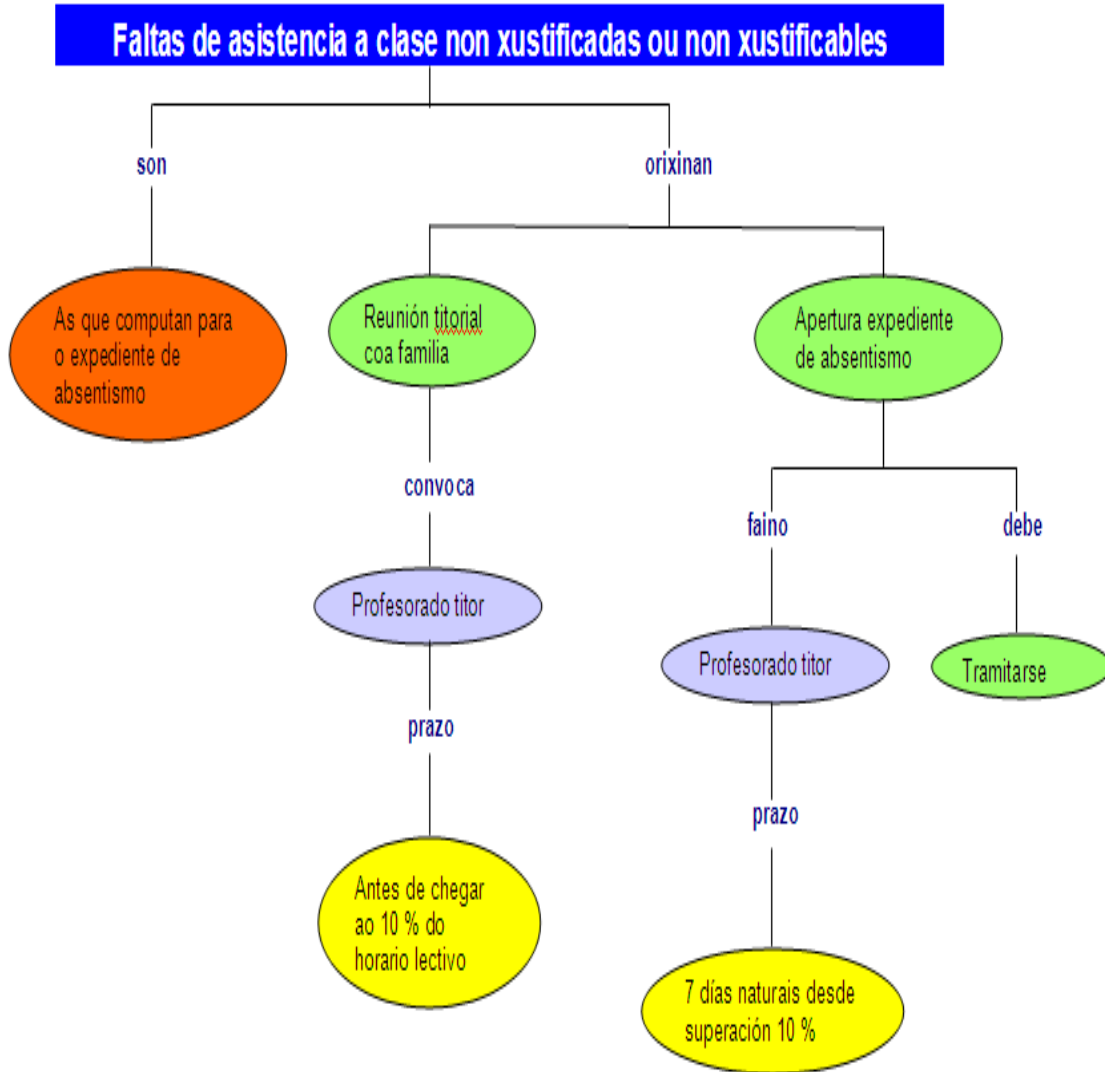 Faltas de asistencia a clase non xustificadas ou non xustificables
son
orixinan
As que computan para
o expediente de
absentismo
Reunión titorial
coa familia
Apertura expediente
de absentismo
convoca
faino
debe
Profesorado titor
Profesorado titor
Tramitarse
prazo
prazo
Antes de chegar
ao 10 % do
horario lectivo
7 días naturais desde
superación 10 %